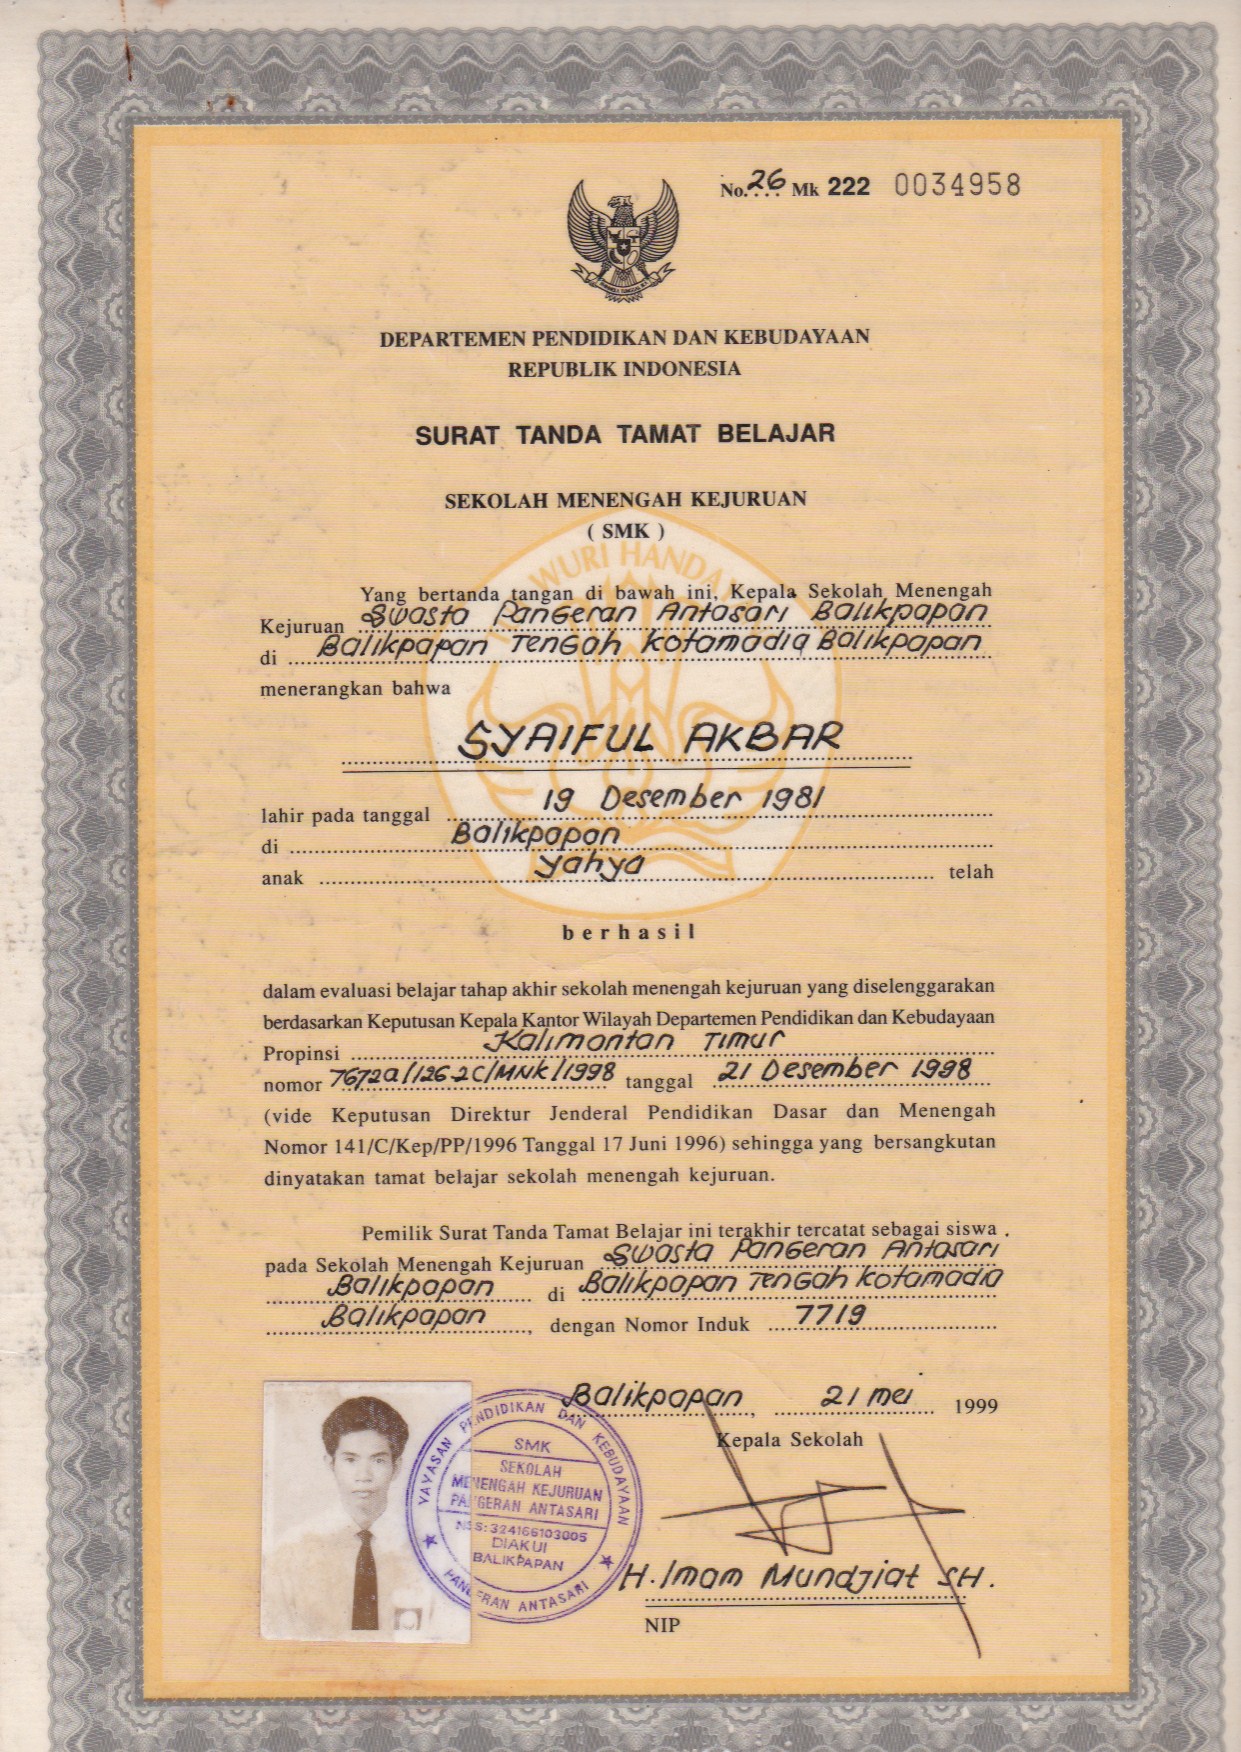 No. 26 Mk 222 0034958
DEPARTEMEN PENDIDIKAN DAN KEBUDAYAAN
REPUBLIK INDONESIA
SURAT TANDA TAMAT BELAJAR
SEKOLAH MENENGAH KEJURUAN
( SMK )
WURI HANDAY
Yang bertanda tangan di bawah ini, Kepala Sekolah Menengah
Kejuruan Swasta Pangeran Antasari Balikpapan
di Balikpapan Tengah Kotamadia Balikpapan
menerangkan bahwa
SYAIFUL AKBAR
lahir pada tanggal 19 Desember 1981
di Balikpapan
anak Yahya telah
berhasil
dalam evaluasi belajar tahap akhir sekolah menengah kejuruan yang diselenggarakan
berdasarkan Keputusan Kepala Kantor Wilayah Departemen Pendidikan dan Kebudayaan
Propinsi Kalimantan Timur
nomor 7672a/I26.2C/MNK/1998 tanggal 21 Desember 1998
(vide Keputusan Direktur Jenderal Pendidikan Dasar dan Menengah
Nomor 141/C/Kep/PP/1996 Tanggal 17 Juni 1996) sehingga yang bersangkutan
dinyatakan tamat belajar sekolah menengah kejuruan.
Pemilik Surat Tanda Tamat Belajar ini terakhir tercatat sebagai siswa
pada Sekolah Menengah Kejuruan Swasta Pangeran Antasari
Balikpapan di Balikpapan Tengah Kotamadia
Balikpapan, dengan Nomor Induk 7719
Balikpapan, 21 Mei 1999
Kepala Sekolah
YAYASAN PENDIDIKAN DAN KEBUDAYAAN
SMK
SEKOLAH
MENENGAH KEJURUAN
PANGERAN ANTASARI
NSS: 324166103005
DIAKUI
BALIKPAPAN
PANGERAN ANTASARI
H. Imam Mundjiat SH.
NIP